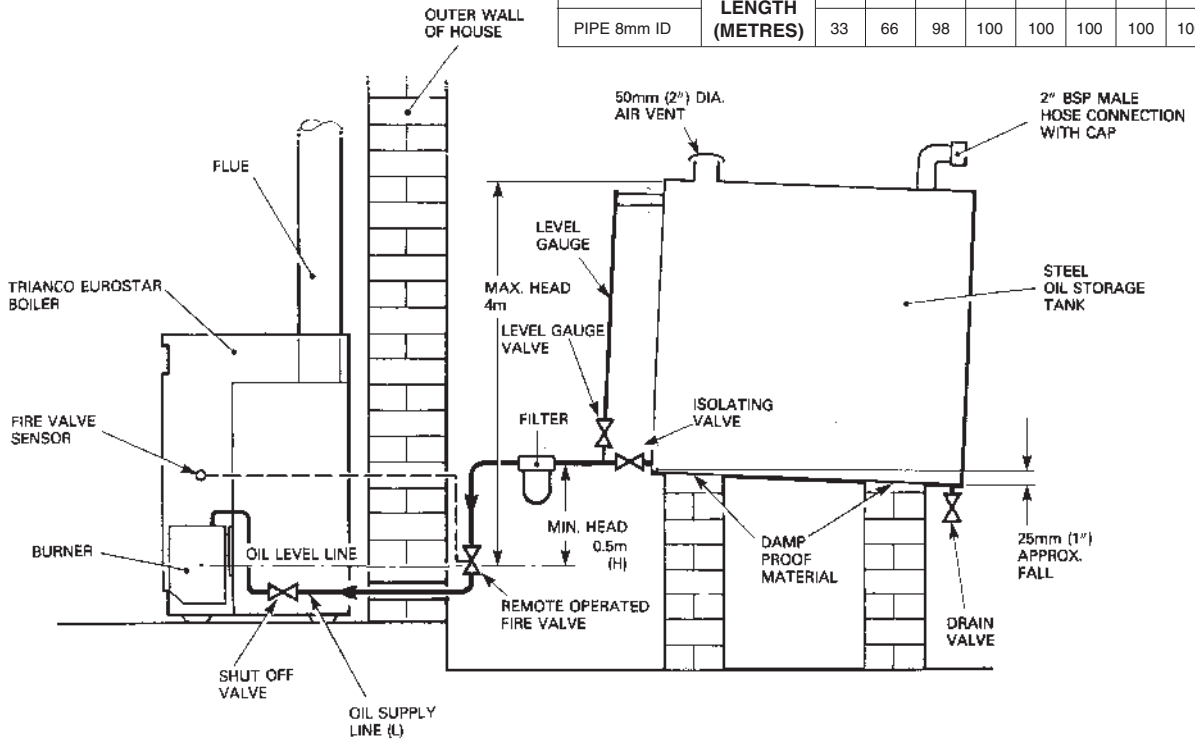 OUTER WALL
OF HOUSE
LENGTH
(METRES)
PIPE 8mm ID
33
66
98
100
100
100
100
50mm (2") DIA.
AIR VENT
2" BSP MALE
HOSE CONNECTION
WITH CAP
FLUE
LEVEL
GAUGE
STEEL
OIL STORAGE
TANK
TRIANCO EUROSTAR
BOILER
MAX. HEAD
4m
LEVEL GAUGE
VALVE
ISOLATING
VALVE
FILTER
FIRE VALVE
SENSOR
MIN. HEAD
0.5m
(H)
DAMP
PROOF
MATERIAL
25mm (1")
APPROX.
FALL
BURNER
OIL LEVEL LINE
REMOTE OPERATED
FIRE VALVE
DRAIN
VALVE
SHUT OFF
VALVE
OIL SUPPLY
LINE (L)